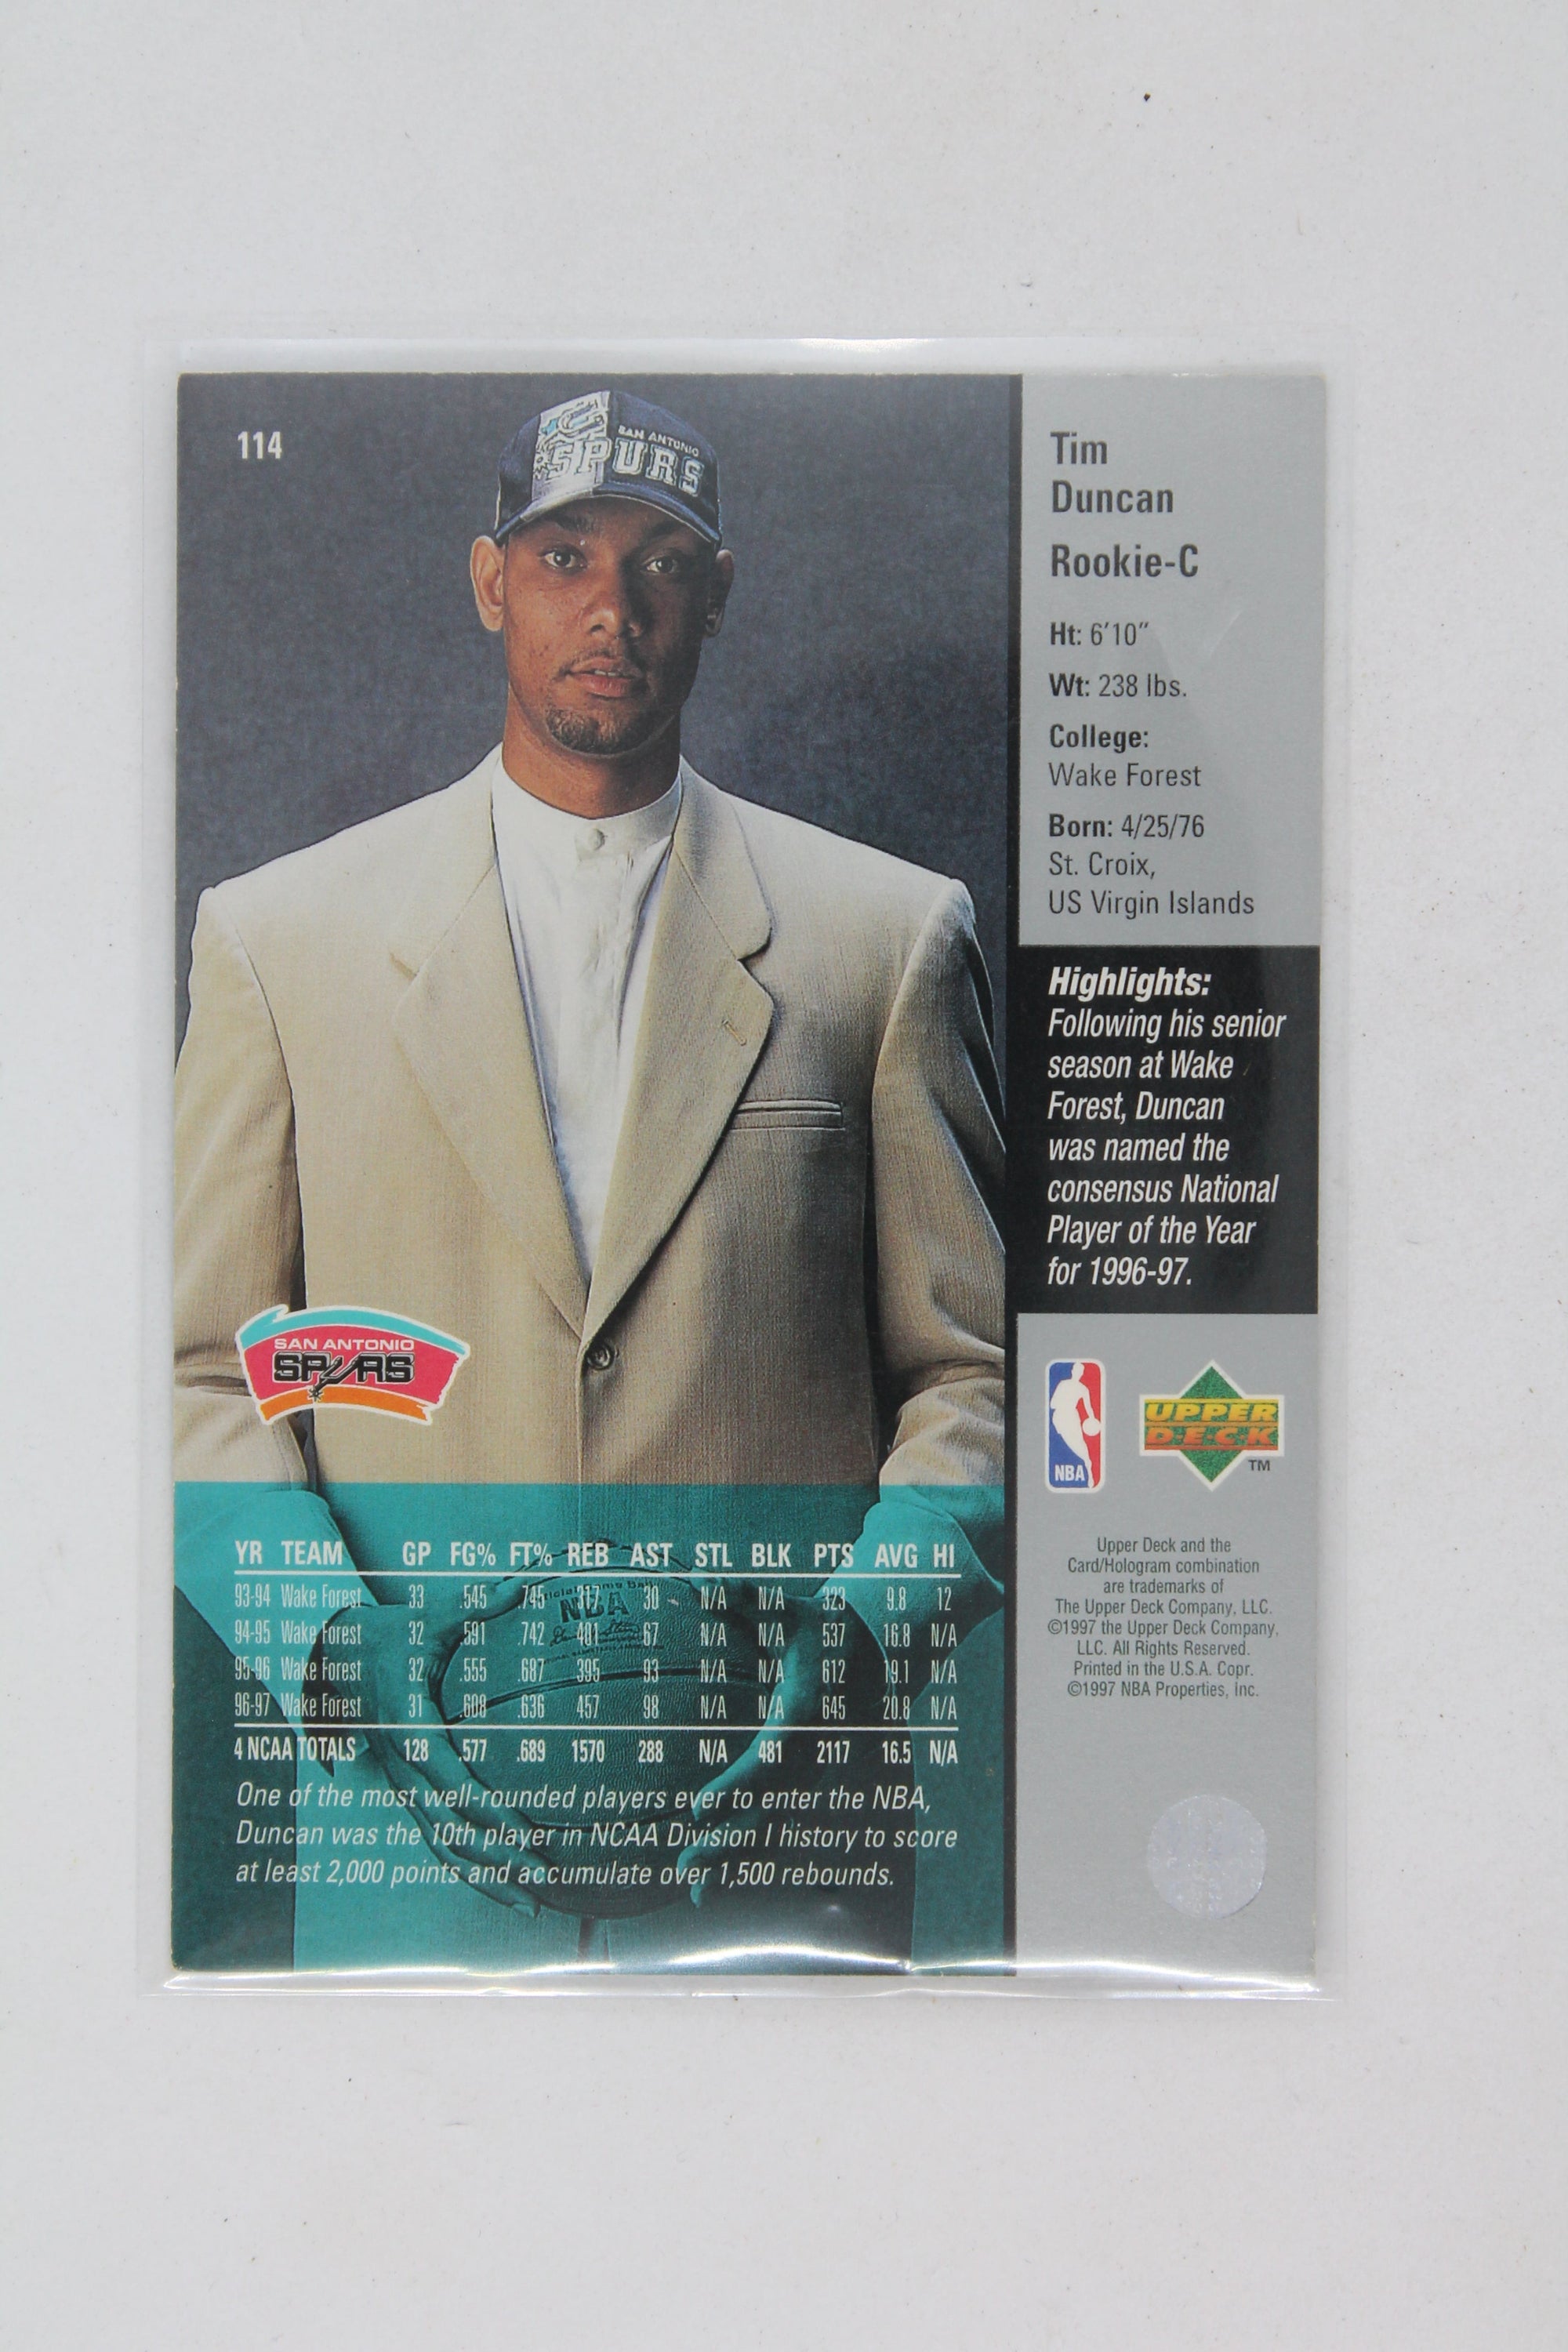 114
SAN ANTONIO
SPURS
Tim
Duncan
Rookie-C
Ht: 6'10"
Wt: 238 lbs.
College:
Wake Forest
Born: 4/25/76
St. Croix,
US Virgin Islands
Highlights:
Following his senior
season at Wake
Forest, Duncan
was named the
consensus National
Player of the Year
for 1996-97.
SAN ANTONIO
SPURS
NBA
UPPER
DECK
TM
YR TEAM GP FG% FT% REB AST STL BLK PTS AVG HI
93-94 Wake Forest 33 .545 .745 317 30 N/A N/A 323 9.8 12
94-95 Wake Forest 32 .591 .742 401 67 N/A N/A 537 16.8 N/A
95-96 Wake Forest 32 .555 .687 395 93 N/A N/A 612 19.1 N/A
96-97 Wake Forest 31 .608 .636 457 98 N/A N/A 645 20.8 N/A
4 NCAA TOTALS 128 .577 .689 1570 288 N/A 481 2117 16.5 N/A
NBA
One of the most well-rounded players ever to enter the NBA,
Duncan was the 10th player in NCAA Division I history to score
at least 2,000 points and accumulate over 1,500 rebounds.
Upper Deck and the
Card/Hologram combination
are trademarks of
The Upper Deck Company, LLC.
©1997 the Upper Deck Company,
LLC. All Rights Reserved.
Printed in the U.S.A. Copr.
©1997 NBA Properties, Inc.